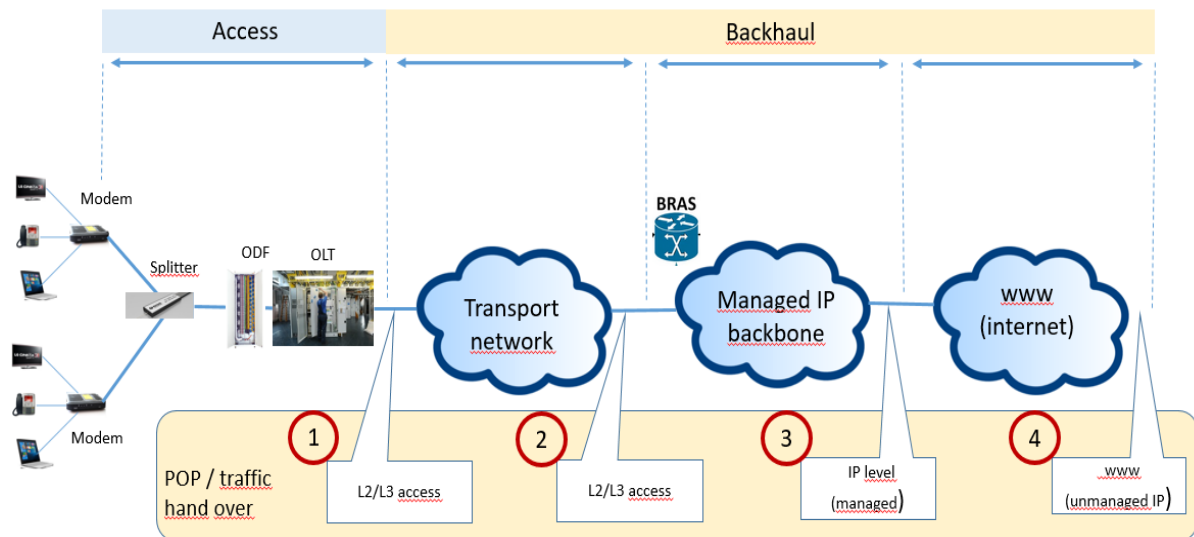 Access
Backhaul
BRAS
Modem
ODF
OLT
Splitter
Transport
network
Managed IP
backbone
www
(internet)
Modem
1
2
3
4
POP / traffic
hand over
L2/L3 access
L2/L3 access
IP level
(managed)
www
(unmanaged IP)